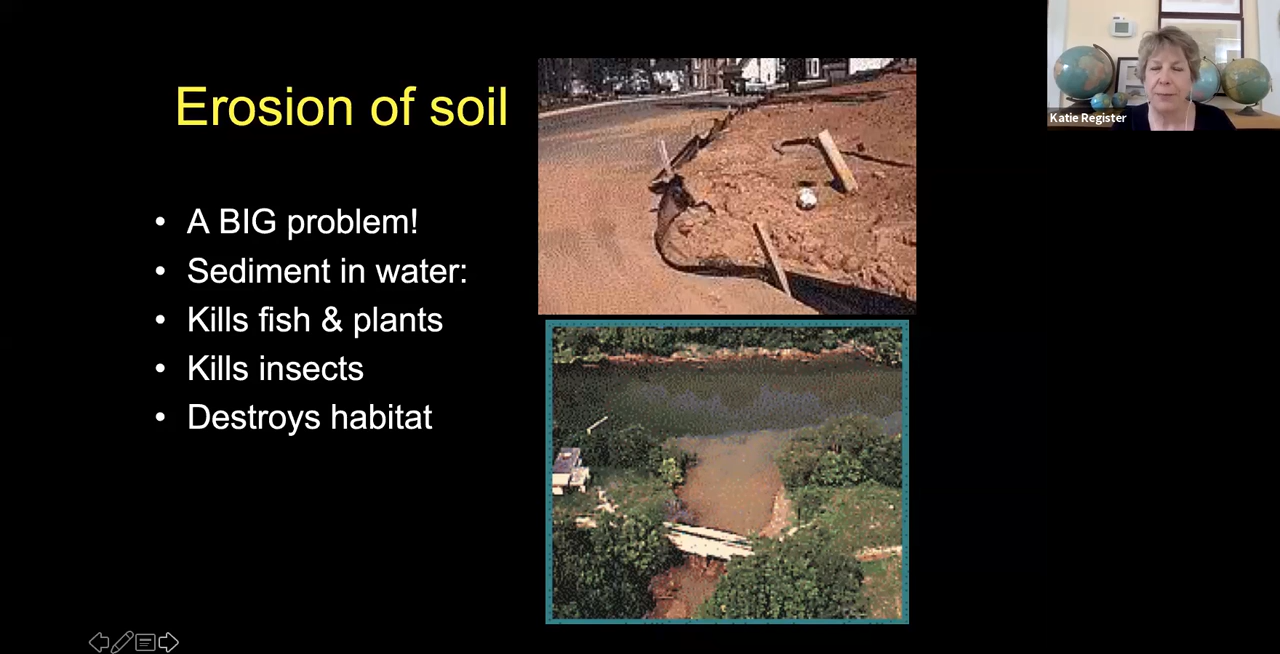 Erosion of soil
• A BIG problem!
• Sediment in water:
• Kills fish & plants
• Kills insects
• Destroys habitat
Katie Register